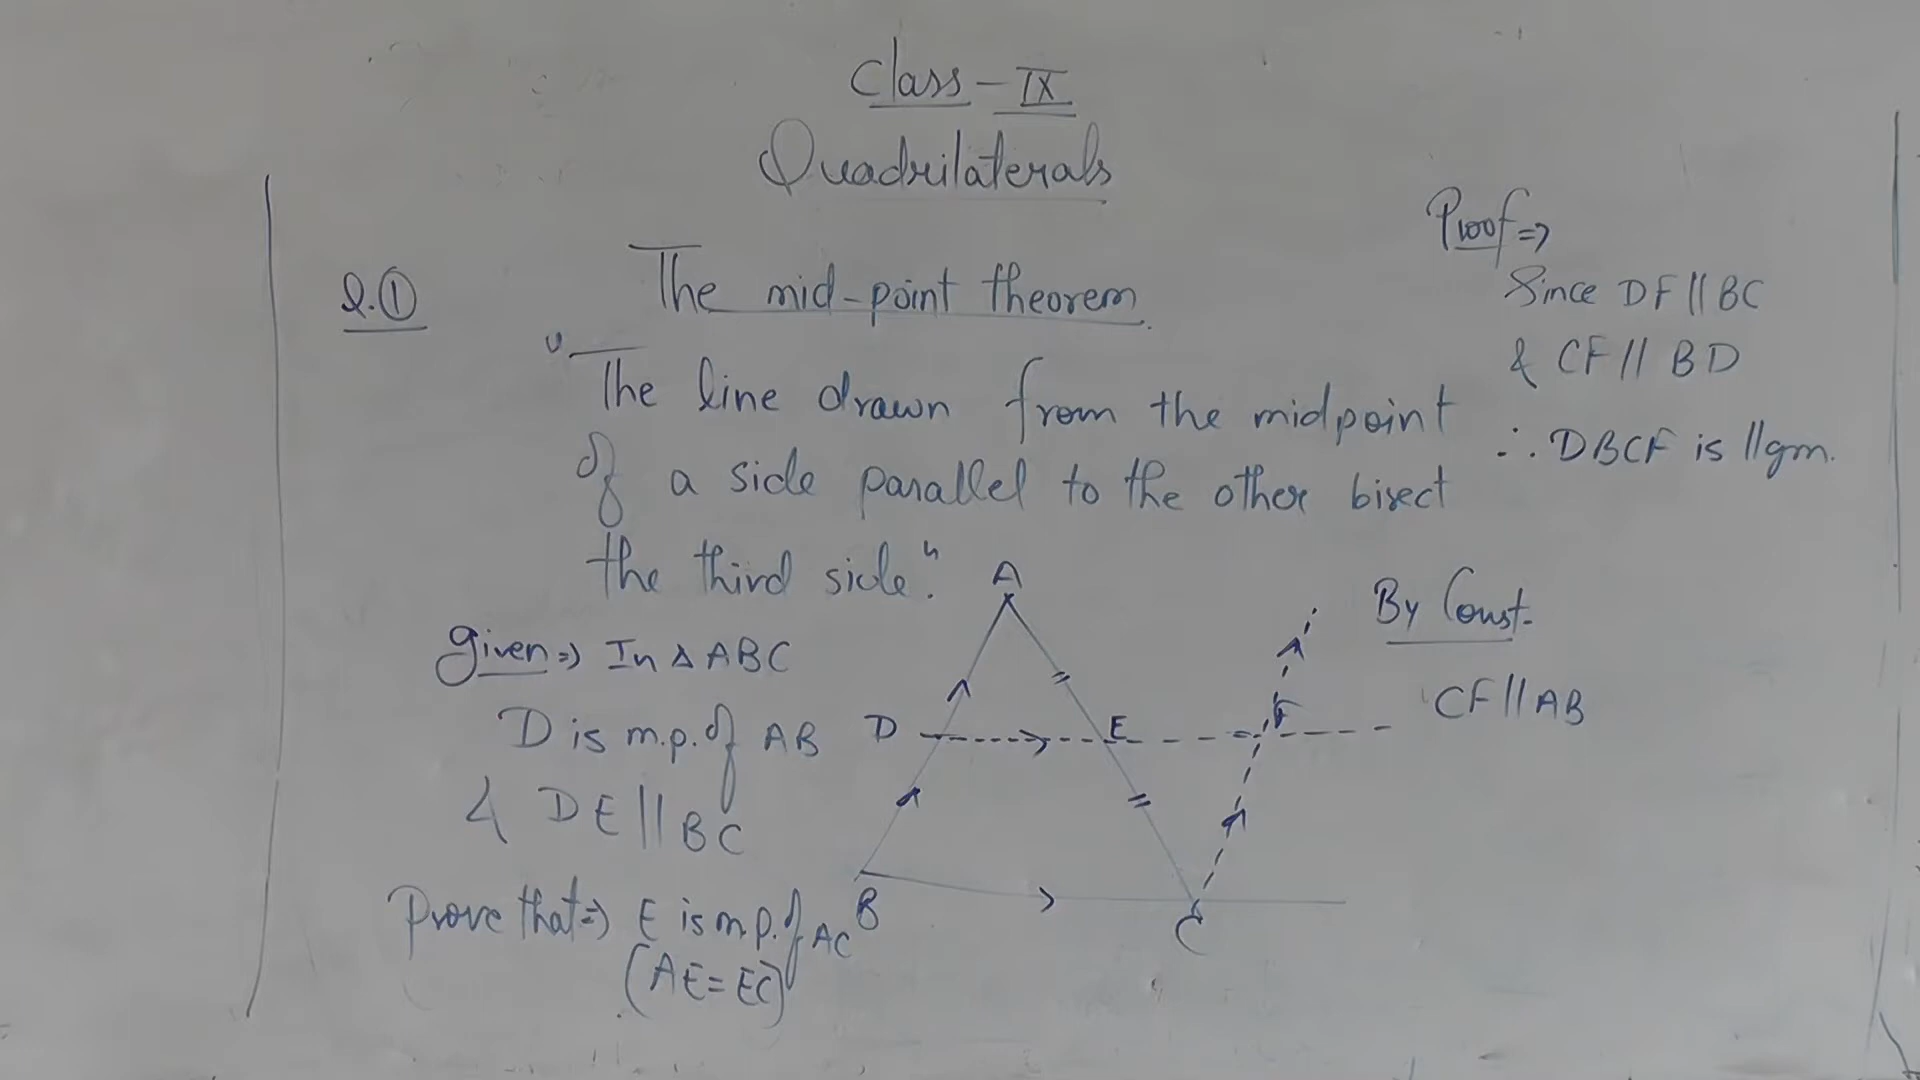 Class - IX
Quadrilaterals
Q.①
The mid-point theorem.
"The line drawn from the midpoint
of a side parallel to the other bisect
the third side."
Given ⇒ In Δ ABC
D is m.p. of AB
& DE || BC
Prove that ⇒ E is m.p. of AC
(AE = EC)
A
D
E
F
B
C
Proof ⇒
Since DF || BC
& CF || BD
∴ DBCF is ||gm.
By Const.
CF || AB